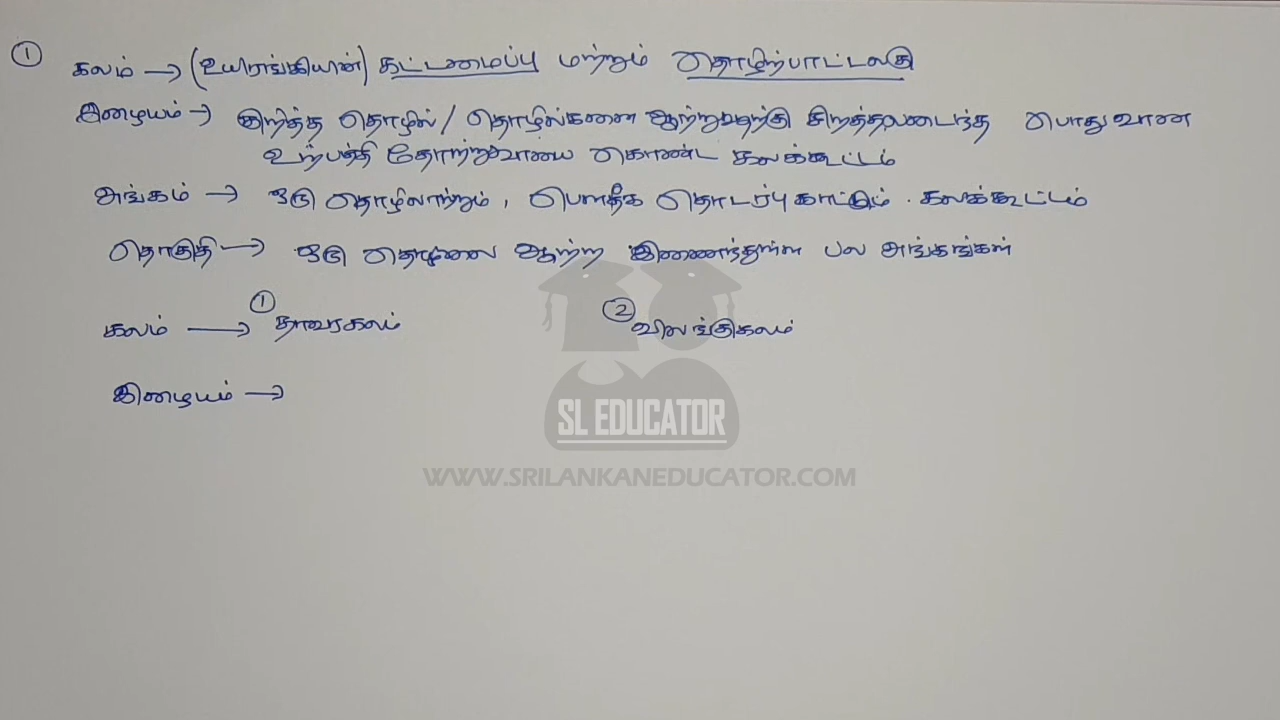 ① கலம் → (உயிரங்கியின்) கட்டமைப்பு மற்றும் தொழிற்பாட்டலகு
இழையம் → குறித்த தொழில் / தொழில்களை ஆற்றுவதற்கு சிறத்தலடைந்த பொதுவான
உற்பத்தி தோற்றுவாயை கொண்ட கலக்கூட்டம்
அங்கம் → ஒரு தொழிலாற்றும், பௌதீக தொடர்பு காட்டும் கலக்கூட்டம்
தொகுதி → ஒரு தொழிலை ஆற்ற இணைந்துள்ள பல அங்கங்கள்
கலம் → ① தாவரகலம் ② விலங்குகலம்
இழையம் →
SL EDUCATOR
WWW.SRILANKANEDUCATOR.COM